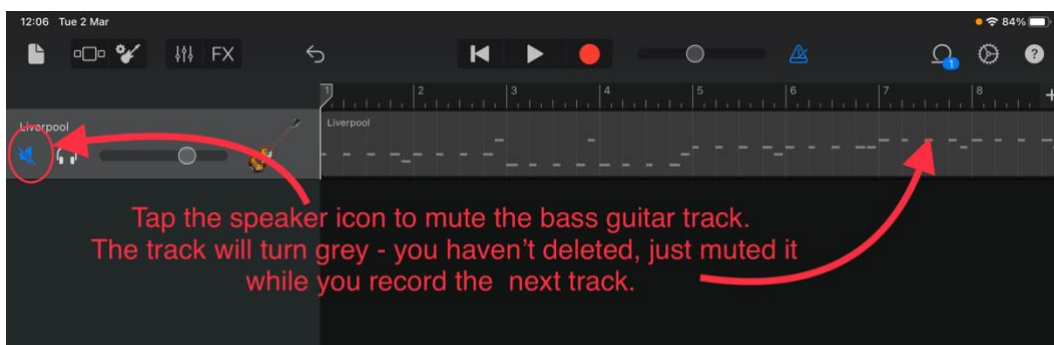 12:06 Tue 2 Mar
84%
FX
1
?
1 2 3 4 5 6 7 8
+
Liverpool
Liverpool
Tap the speaker icon to mute the bass guitar track.
The track will turn grey - you haven't deleted, just muted it
while you record the next track.